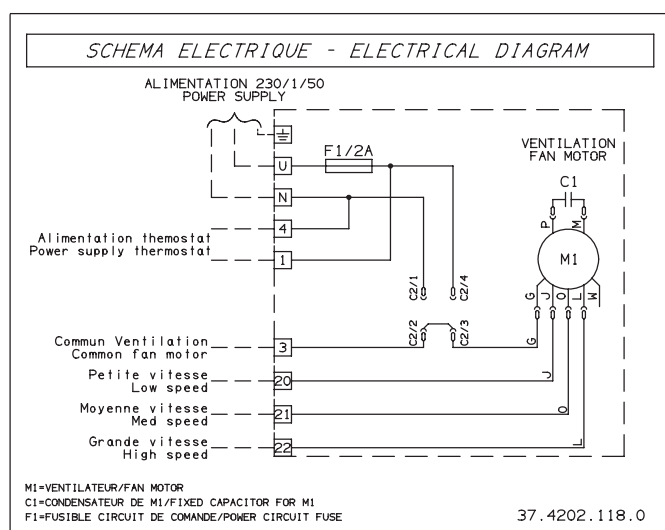 SCHEMA ELECTRIQUE - ELECTRICAL DIAGRAM
ALIMENTATION 230/1/50
POWER SUPPLY
F1/2A
VENTILATION
FAN MOTOR
C1
U
N
P
M
4
Alimentation themostat
Power supply thermostat
1
M1
C2/1
C2/4
G
J
O
L
W
C2/2
C2/3
Commun Ventilation
Common fan motor
3
G
Petite vitesse
Low speed
20
J
Moyenne vitesse
Med speed
21
O
Grande vitesse
High speed
22
L
M1=VENTILATEUR/FAN MOTOR
C1=CONDENSATEUR DE M1/FIXED CAPACITOR FOR M1
F1=FUSIBLE CIRCUIT DE COMANDE/POWER CIRCUIT FUSE
37.4202.118.0